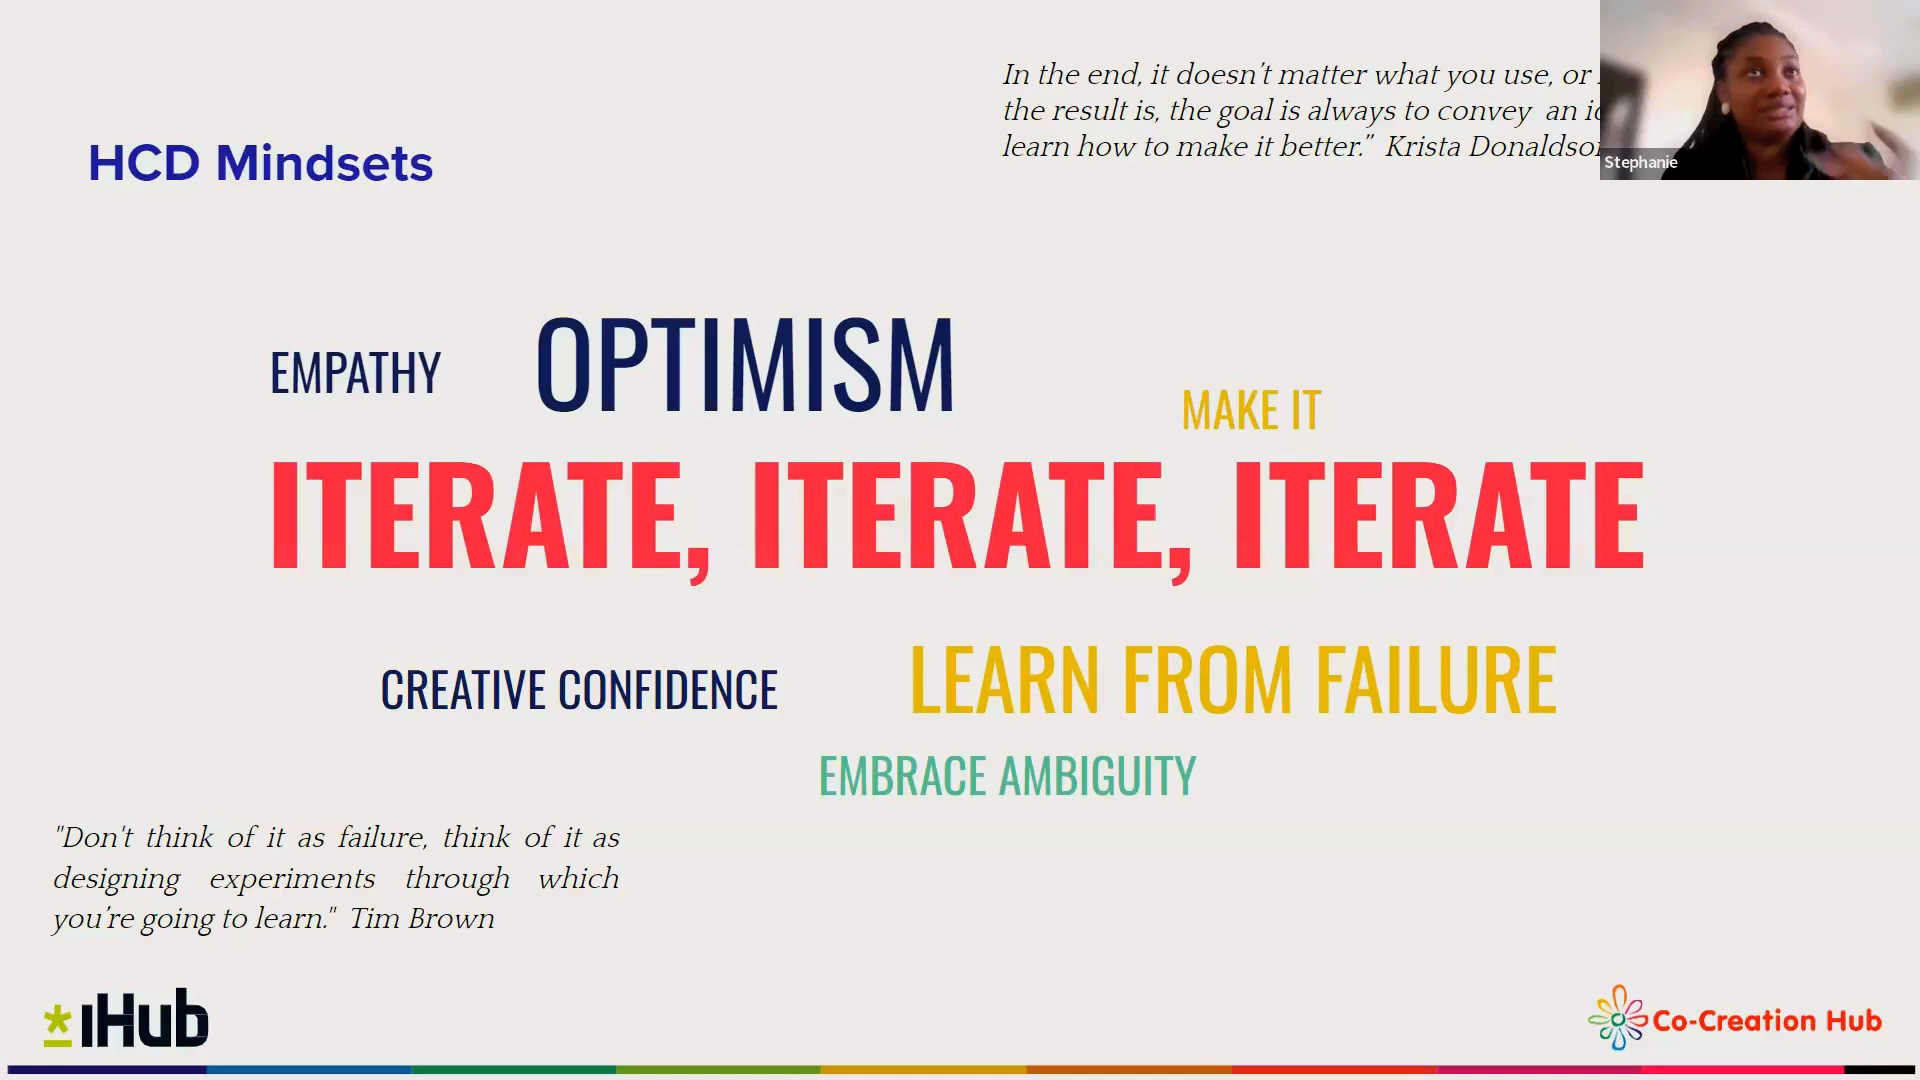 In the end, it doesn’t matter what you use, or
the result is, the goal is always to convey an
learn how to make it better.” Krista
Stephanie
HCD Mindsets
EMPATHY OPTIMISM
MAKE IT
ITERATE, ITERATE, ITERATE
CREATIVE CONFIDENCE LEARN FROM FAILURE
EMBRACE AMBIGUITY
"Don't think of it as failure, think of it as
designing experiments through which
you’re going to learn." Tim Brown
iHub
Co-Creation Hub